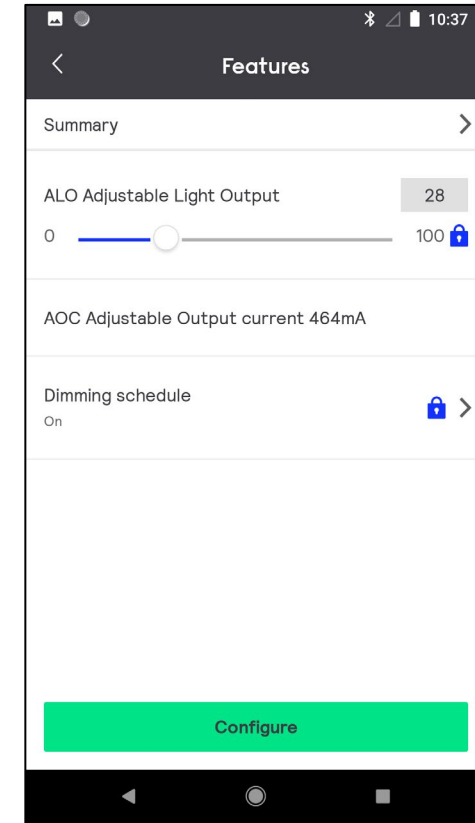 10:37
Features
Summary
ALO Adjustable Light Output 28
0 100
AOC Adjustable Output current 464mA
Dimming schedule
On
Configure